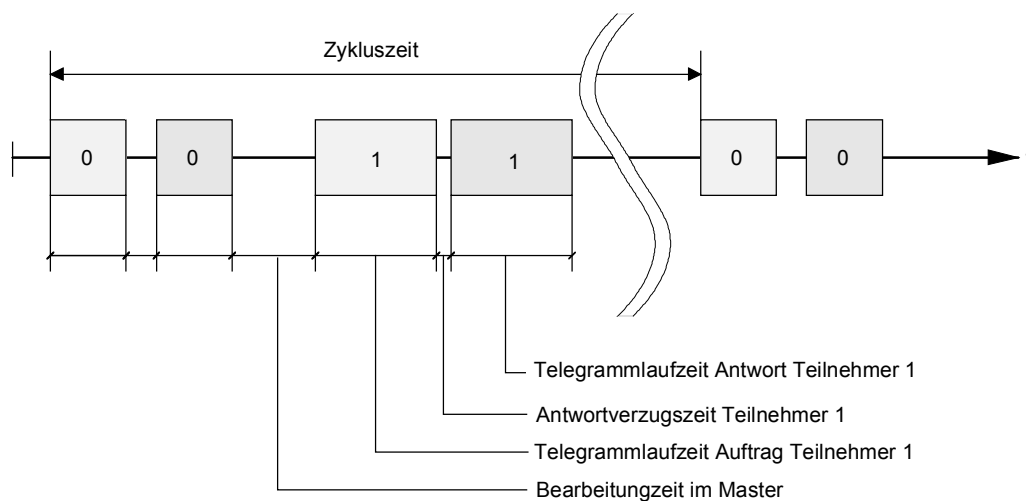 Zykluszeit
0
0
1
1
0
0
Telegrammlaufzeit Antwort Teilnehmer 1
Antwortverzugszeit Teilnehmer 1
Telegrammlaufzeit Auftrag Teilnehmer 1
Bearbeitungzeit im Master